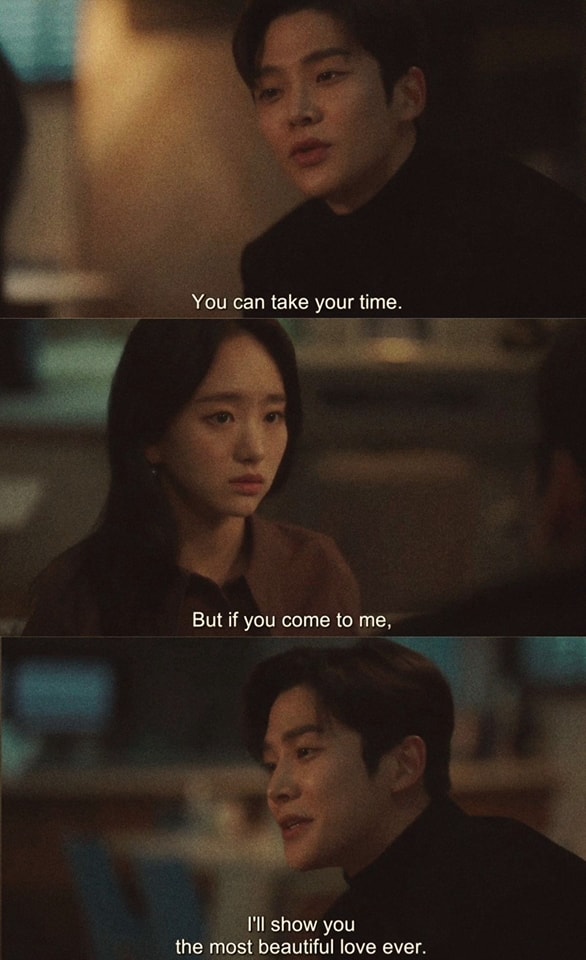 You can take your time.
But if you come to me,
I'll show you
the most beautiful love ever.